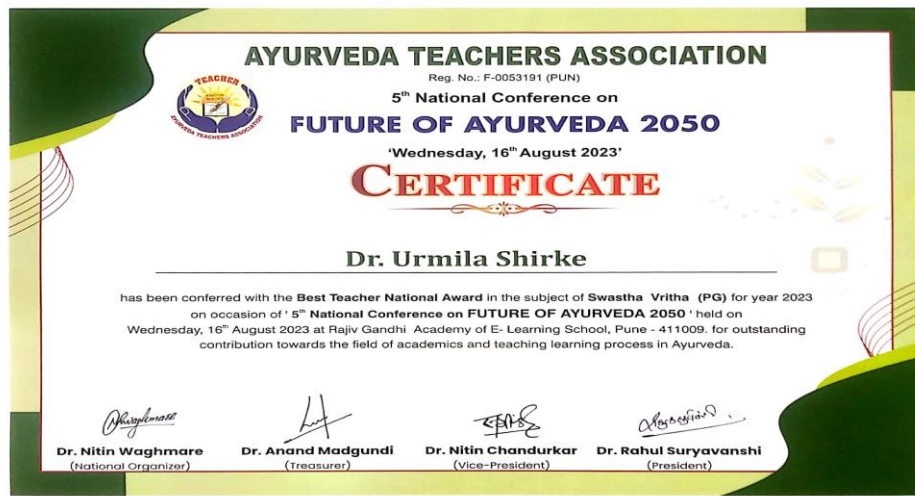 AYURVEDA TEACHERS ASSOCIATION
Reg. No.: F-0053191 (PUN)
TEACHER
AYURVEDA TEACHERS ASSOCIATION
5th National Conference on
FUTURE OF AYURVEDA 2050
'Wednesday, 16th August 2023'
CERTIFICATE
Dr. Urmila Shirke
has been conferred with the Best Teacher National Award in the subject of Swastha Vritha (PG) for year 2023
on occasion of ' 5th National Conference on FUTURE OF AYURVEDA 2050 ' held on
Wednesday, 16th August 2023 at Rajiv Gandhi Academy of E- Learning School, Pune - 411009. for outstanding
contribution towards the field of academics and teaching learning process in Ayurveda.
Dr. Nitin Waghmare
(National Organizer)
Dr. Anand Madgundi
(Treasurer)
Dr. Nitin Chandurkar
(Vice-President)
Dr. Rahul Suryavanshi
(President)